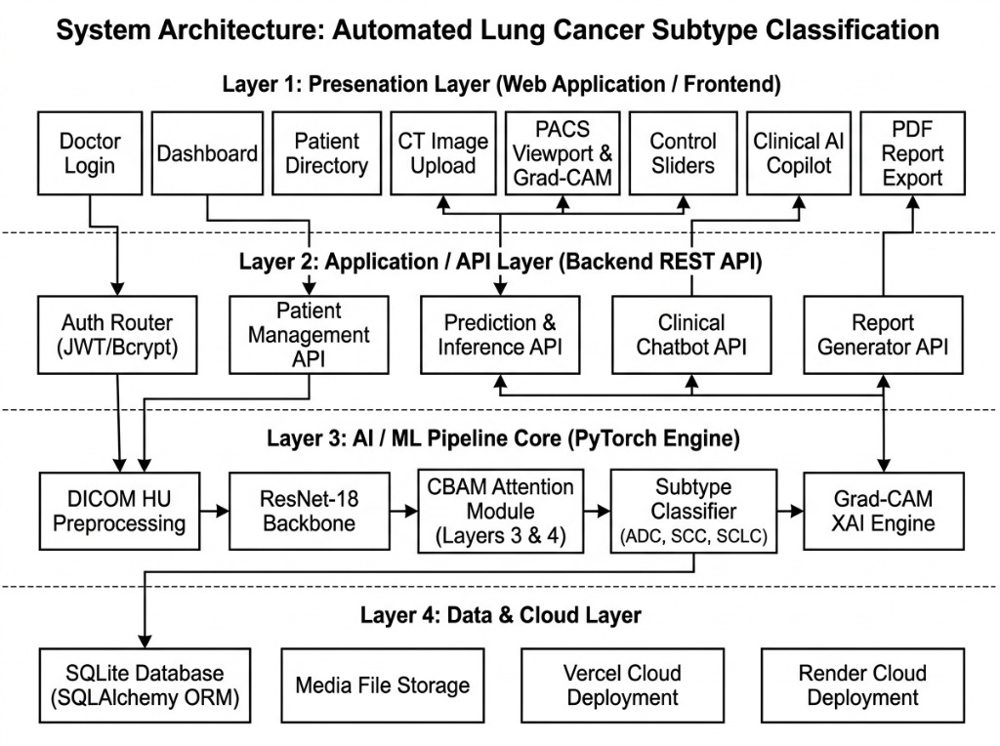 System Architecture: Automated Lung Cancer Subtype Classification
Layer 1: Presenation Layer (Web Application / Frontend)
Doctor
Login
Dashboard
Patient
Directory
CT Image
Upload
PACS
Viewport &
Grad-CAM
Control
Sliders
Clinical AI
Copilot
PDF
Report
Export
Layer 2: Application / API Layer (Backend REST API)
Auth Router
(JWT/Bcrypt)
Patient
Management
API
Prediction &
Inference API
Clinical
Chatbot API
Report
Generator API
Layer 3: AI / ML Pipeline Core (PyTorch Engine)
DICOM HU
Preprocessing
ResNet-18
Backbone
CBAM Attention
Module
(Layers 3 & 4)
Subtype
Classifier
(ADC, SCC, SCLC)
Grad-CAM
XAI Engine
Layer 4: Data & Cloud Layer
SQLite Database
(SQLAlchemy ORM)
Media File Storage
Vercel Cloud
Deployment
Render Cloud
Deployment